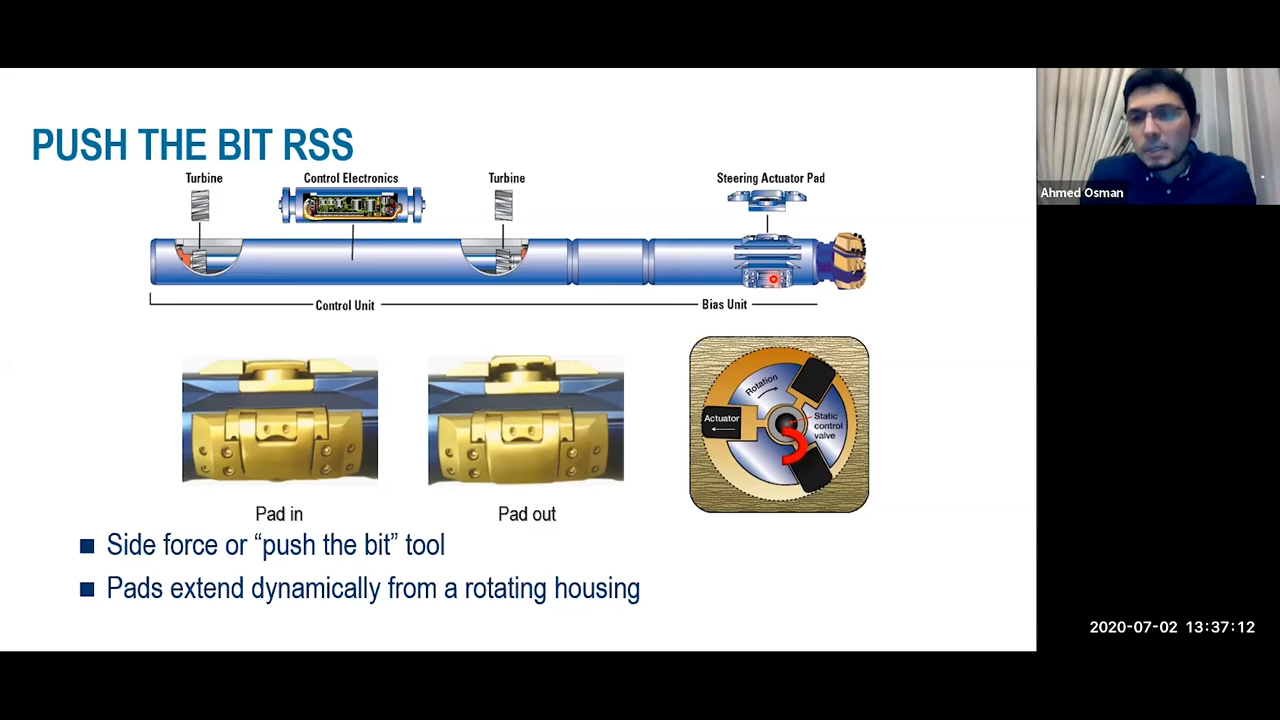 PUSH THE BIT RSS
Turbine
Control Electronics
Turbine
Steering Actuator Pad
Control Unit
Bias Unit
Rotation
Actuator
Static
control
valve
Pad in
Pad out
Side force or “push the bit” tool
Pads extend dynamically from a rotating housing
Ahmed Osman
2020-07-02 13:37:12